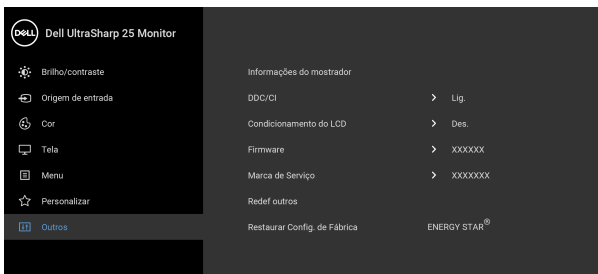 DELL Dell UltraSharp 25 Monitor
Brilho/contraste
Informações do mostrador
Origem de entrada
DDC/CI > Lig.
Cor
Condicionamento do LCD > Des.
Tela
Firmware > XXXXXX
Menu
Marca de Serviço > XXXXXXX
Personalizar
Redef outros
Outros
Restaurar Config. de Fábrica ENERGY STAR®